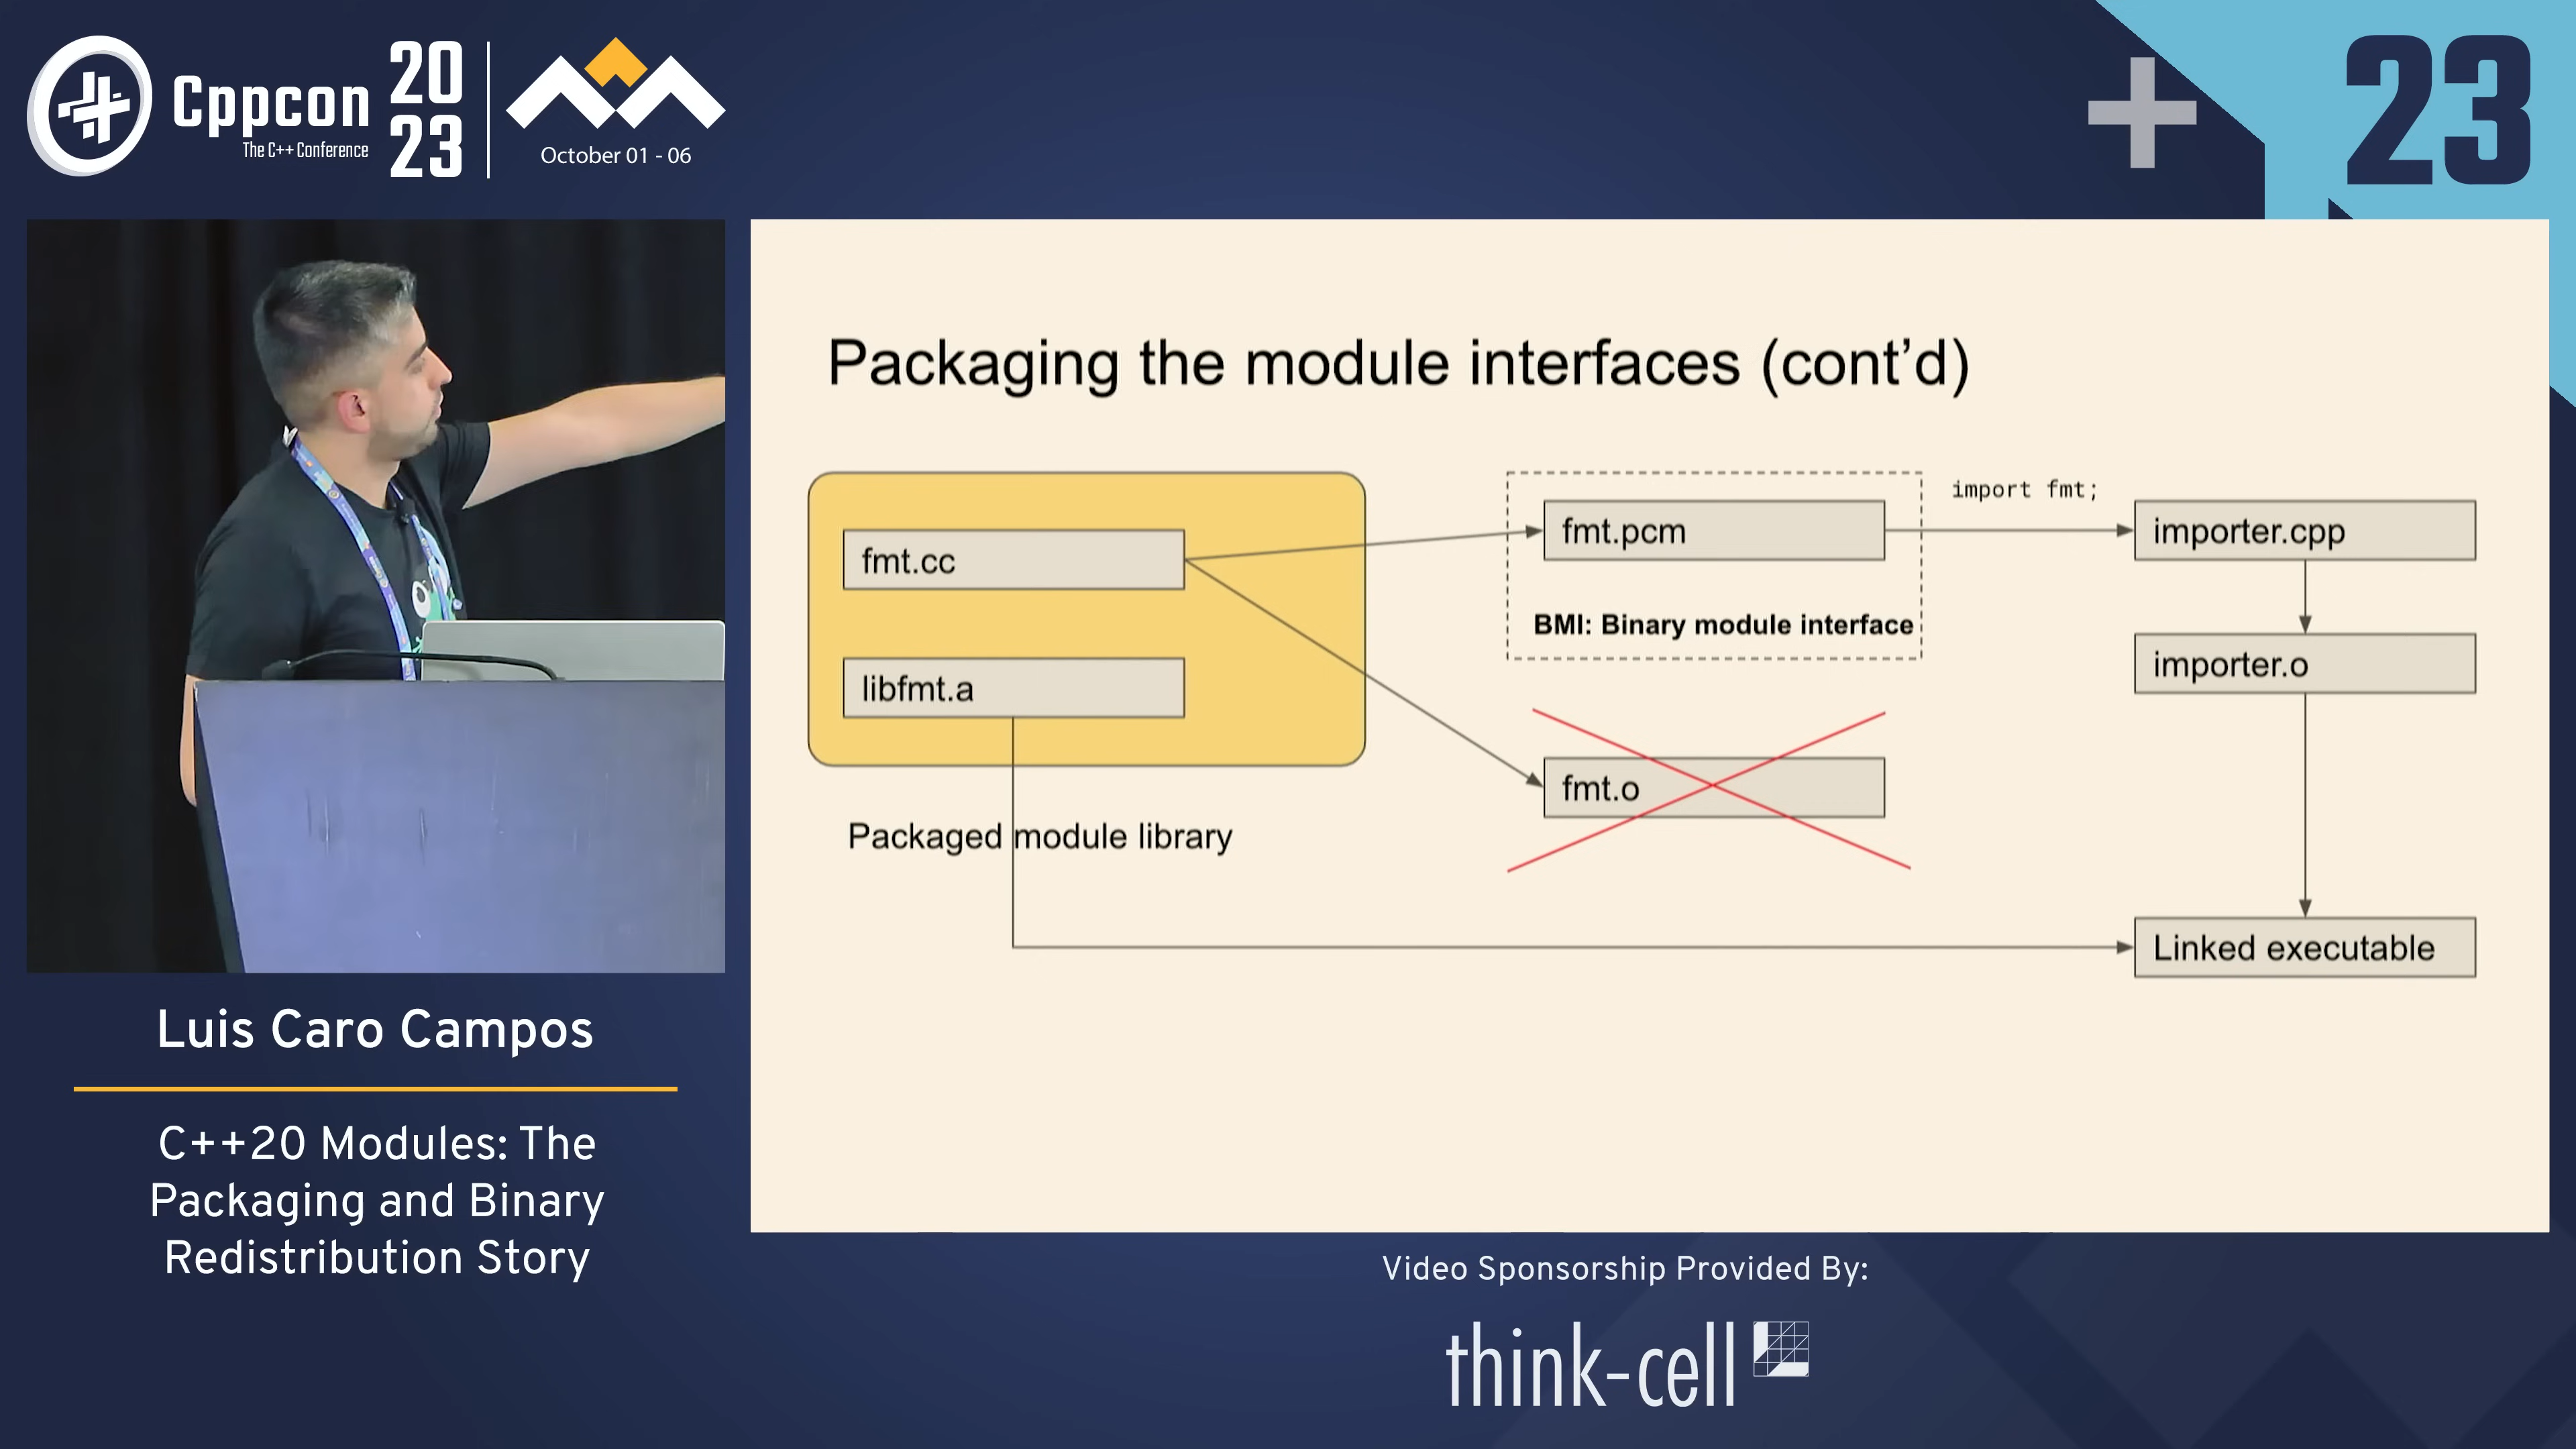 Cppcon
The C++ Conference
20
23
October 01 - 06
23
Packaging the module interfaces (cont’d)
fmt.cc
libfmt.a
Packaged module library
fmt.pcm
BMI: Binary module interface
import fmt;
fmt.o
importer.cpp
importer.o
Linked executable
Luis Caro Campos
C++20 Modules: The
Packaging and Binary
Redistribution Story
Video Sponsorship Provided By:
think-cell